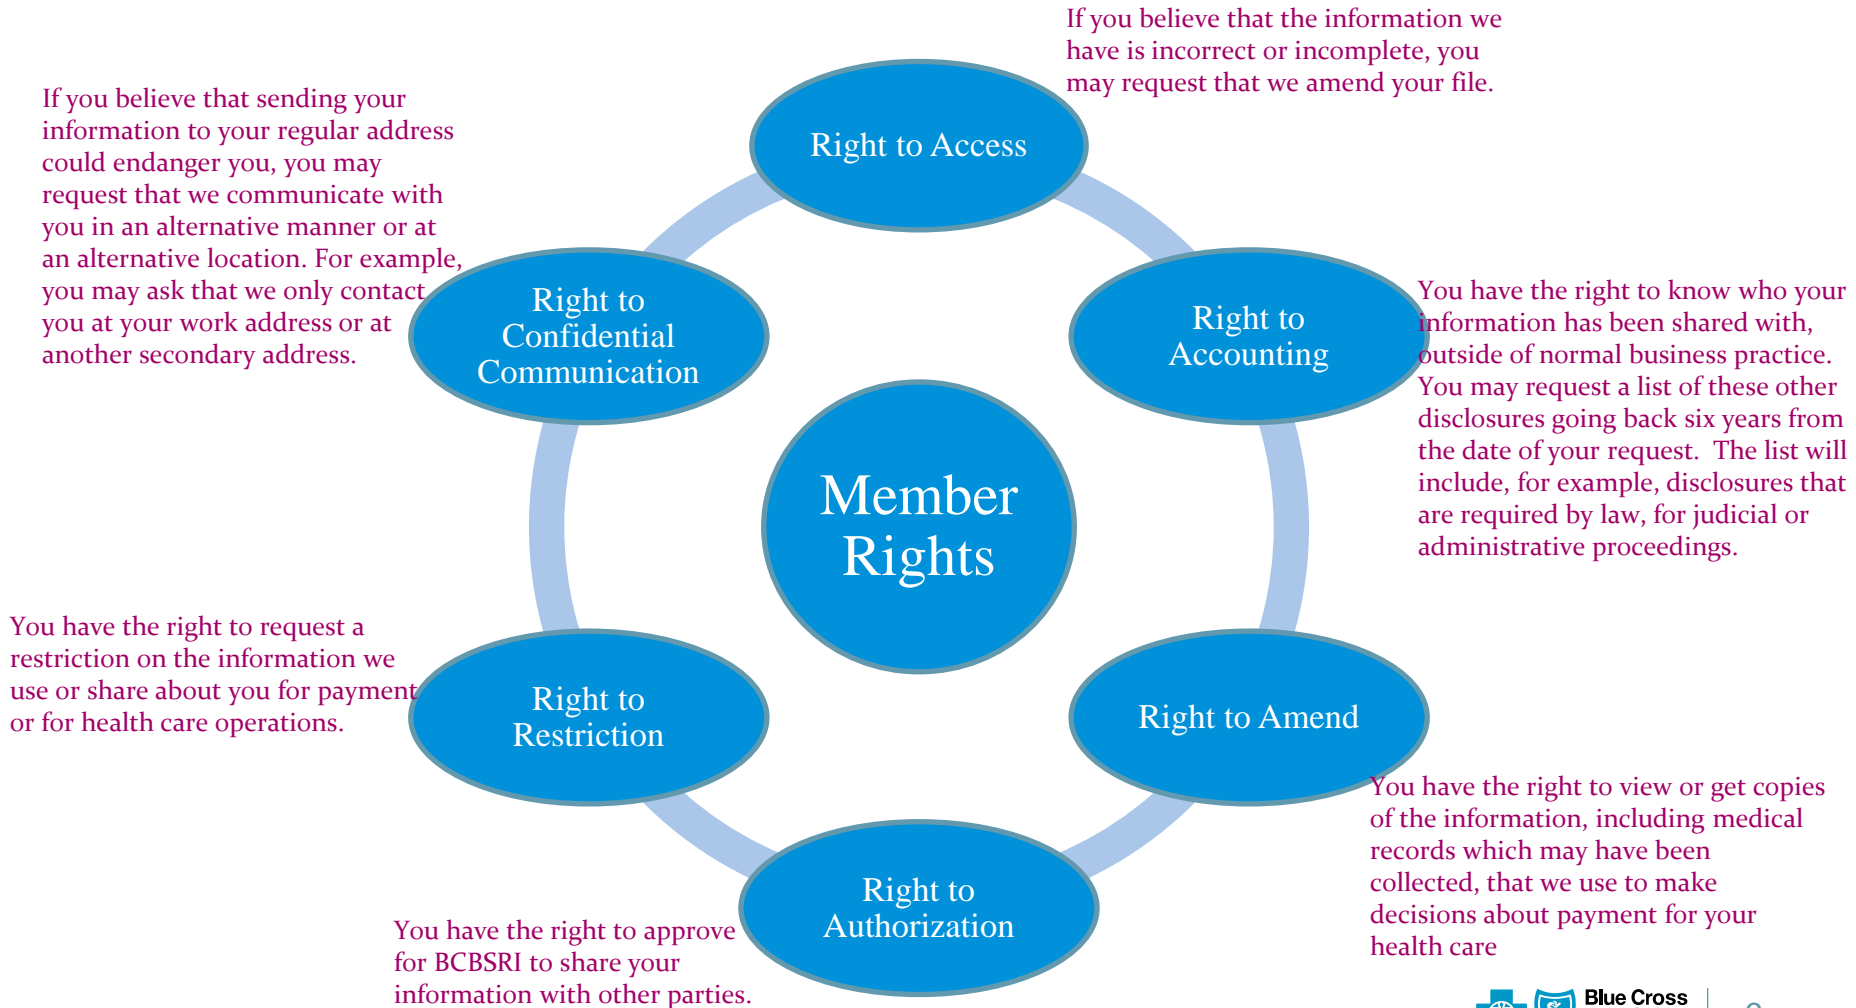 If you believe that the information we
have is incorrect or incomplete, you
may request that we amend your file.
Right to Access
If you believe that sending your
information to your regular address
could endanger you, you may
request that we communicate with
you in an alternative manner or at
an alternative location. For example,
you may ask that we only contact
you at your work address or at
another secondary address.
Right to
Confidential
Communication
Right to
Accounting
You have the right to know who your
information has been shared with,
outside of normal business practice.
You may request a list of these other
disclosures going back six years from
the date of your request.  The list will
include, for example, disclosures that
are required by law, for judicial or
administrative proceedings.
Member
Rights
You have the right to request a
restriction on the information we
use or share about you for payment
or for health care operations.
Right to
Restriction
Right to Amend
You have the right to view or get copies
of the information, including medical
records which may have been
collected, that we use to make
decisions about payment for your
health care
Right to
Authorization
You have the right to approve
for BCBSRI to share your
information with other parties.
Blue Cross